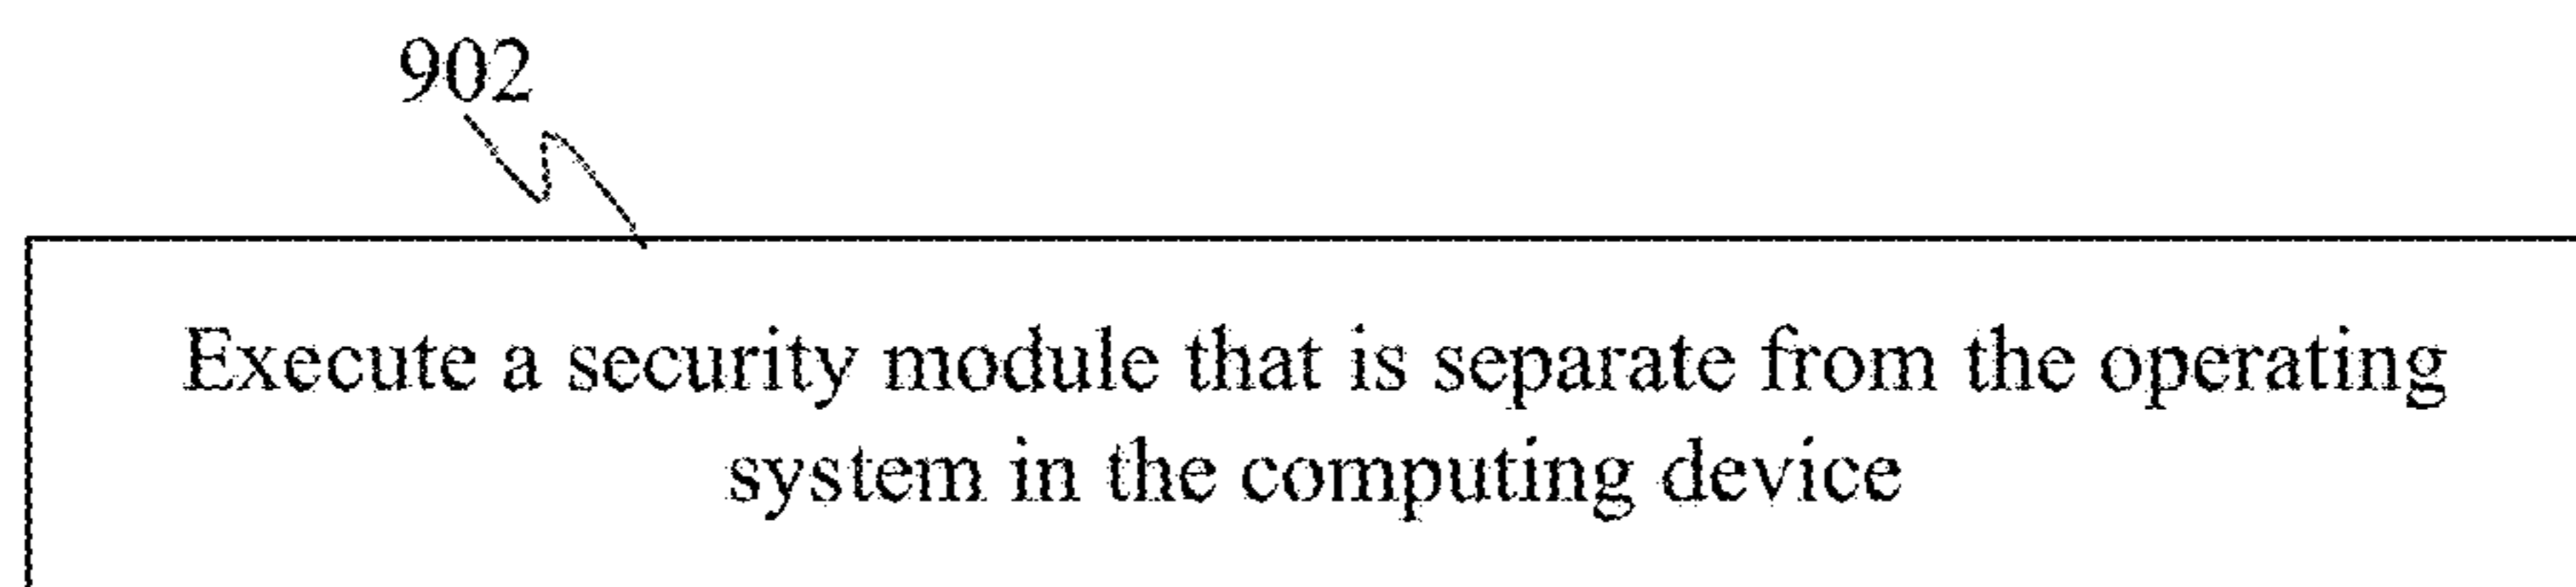 902
Execute a security module that is separate from the operating
system in the computing device